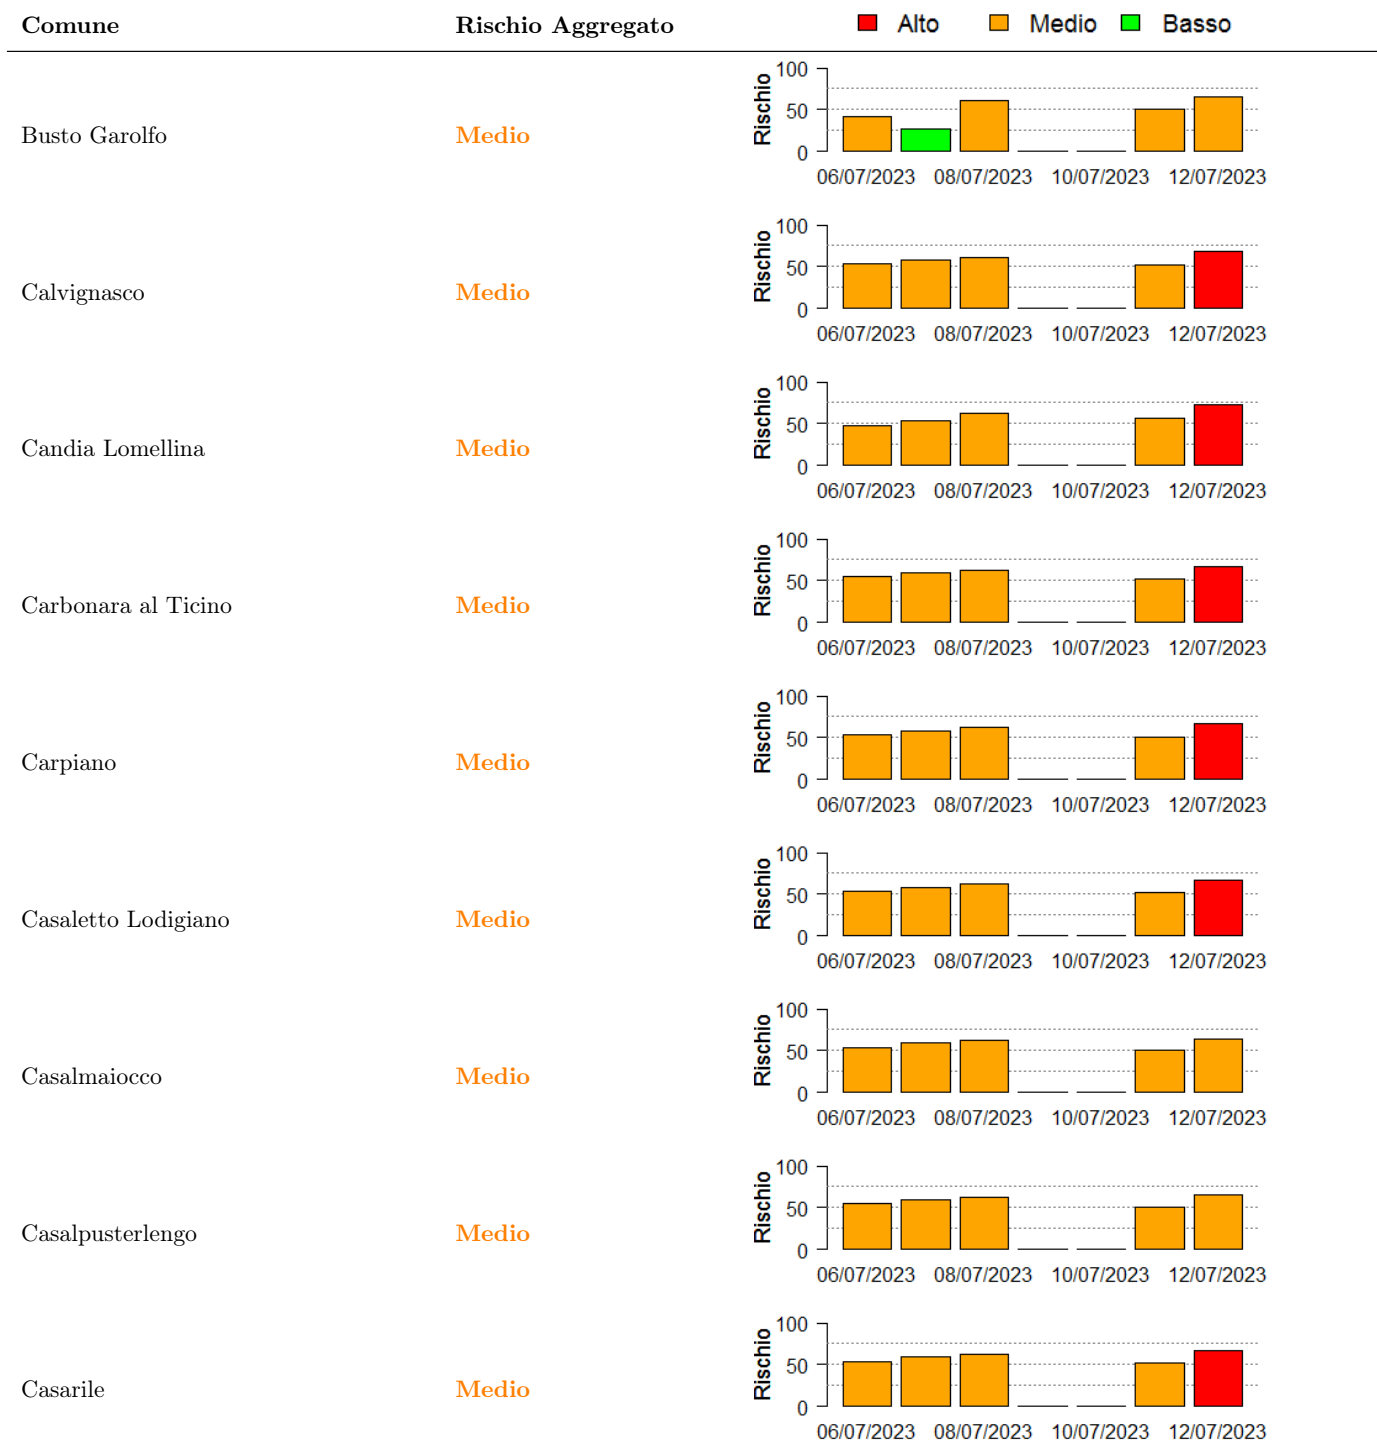 Comune Rischio Aggregato Alto Medio Basso
Rischio
100
50
0
Busto Garolfo Medio
06/07/2023 08/07/2023 10/07/2023 12/07/2023
Rischio
100
50
0
Calvignasco Medio
06/07/2023 08/07/2023 10/07/2023 12/07/2023
Rischio
100
50
0
Candia Lomellina Medio
06/07/2023 08/07/2023 10/07/2023 12/07/2023
Rischio
100
50
0
Carbonara al Ticino Medio
06/07/2023 08/07/2023 10/07/2023 12/07/2023
Rischio
100
50
0
Carpiano Medio
06/07/2023 08/07/2023 10/07/2023 12/07/2023
Rischio
100
50
0
Casaletto Lodigiano Medio
06/07/2023 08/07/2023 10/07/2023 12/07/2023
Rischio
100
50
0
Casalmaiocco Medio
06/07/2023 08/07/2023 10/07/2023 12/07/2023
Rischio
100
50
0
Casalpusterlengo Medio
06/07/2023 08/07/2023 10/07/2023 12/07/2023
Rischio
100
50
0
Casarile Medio
06/07/2023 08/07/2023 10/07/2023 12/07/2023